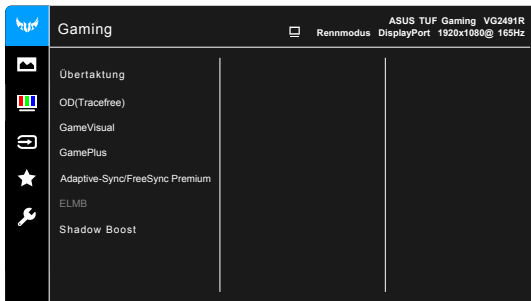 Gaming
ASUS TUF Gaming VG2491R
Rennmodus DisplayPort 1920x1080@ 165Hz
Übertaktung
OD(Tracefree)
GameVisual
GamePlus
Adaptive-Sync/FreeSync Premium
ELMB
Shadow Boost